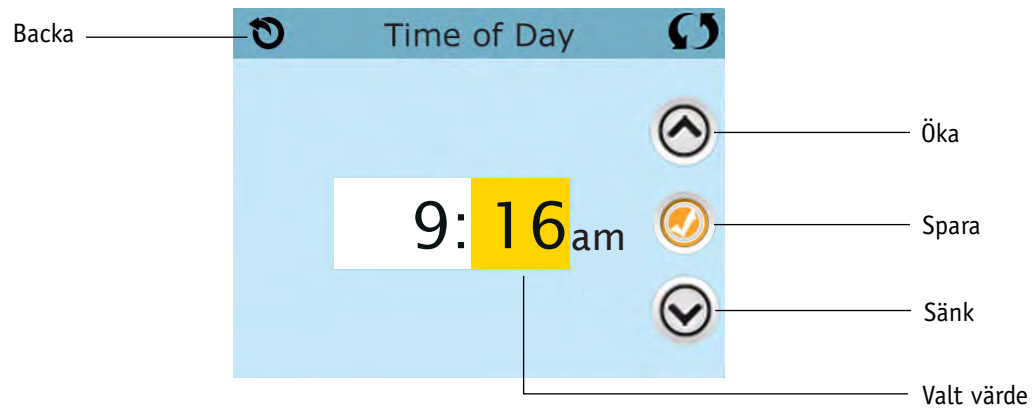 Backa
Time of Day
Öka
9:16am
Spara
Sänk
Valt värde